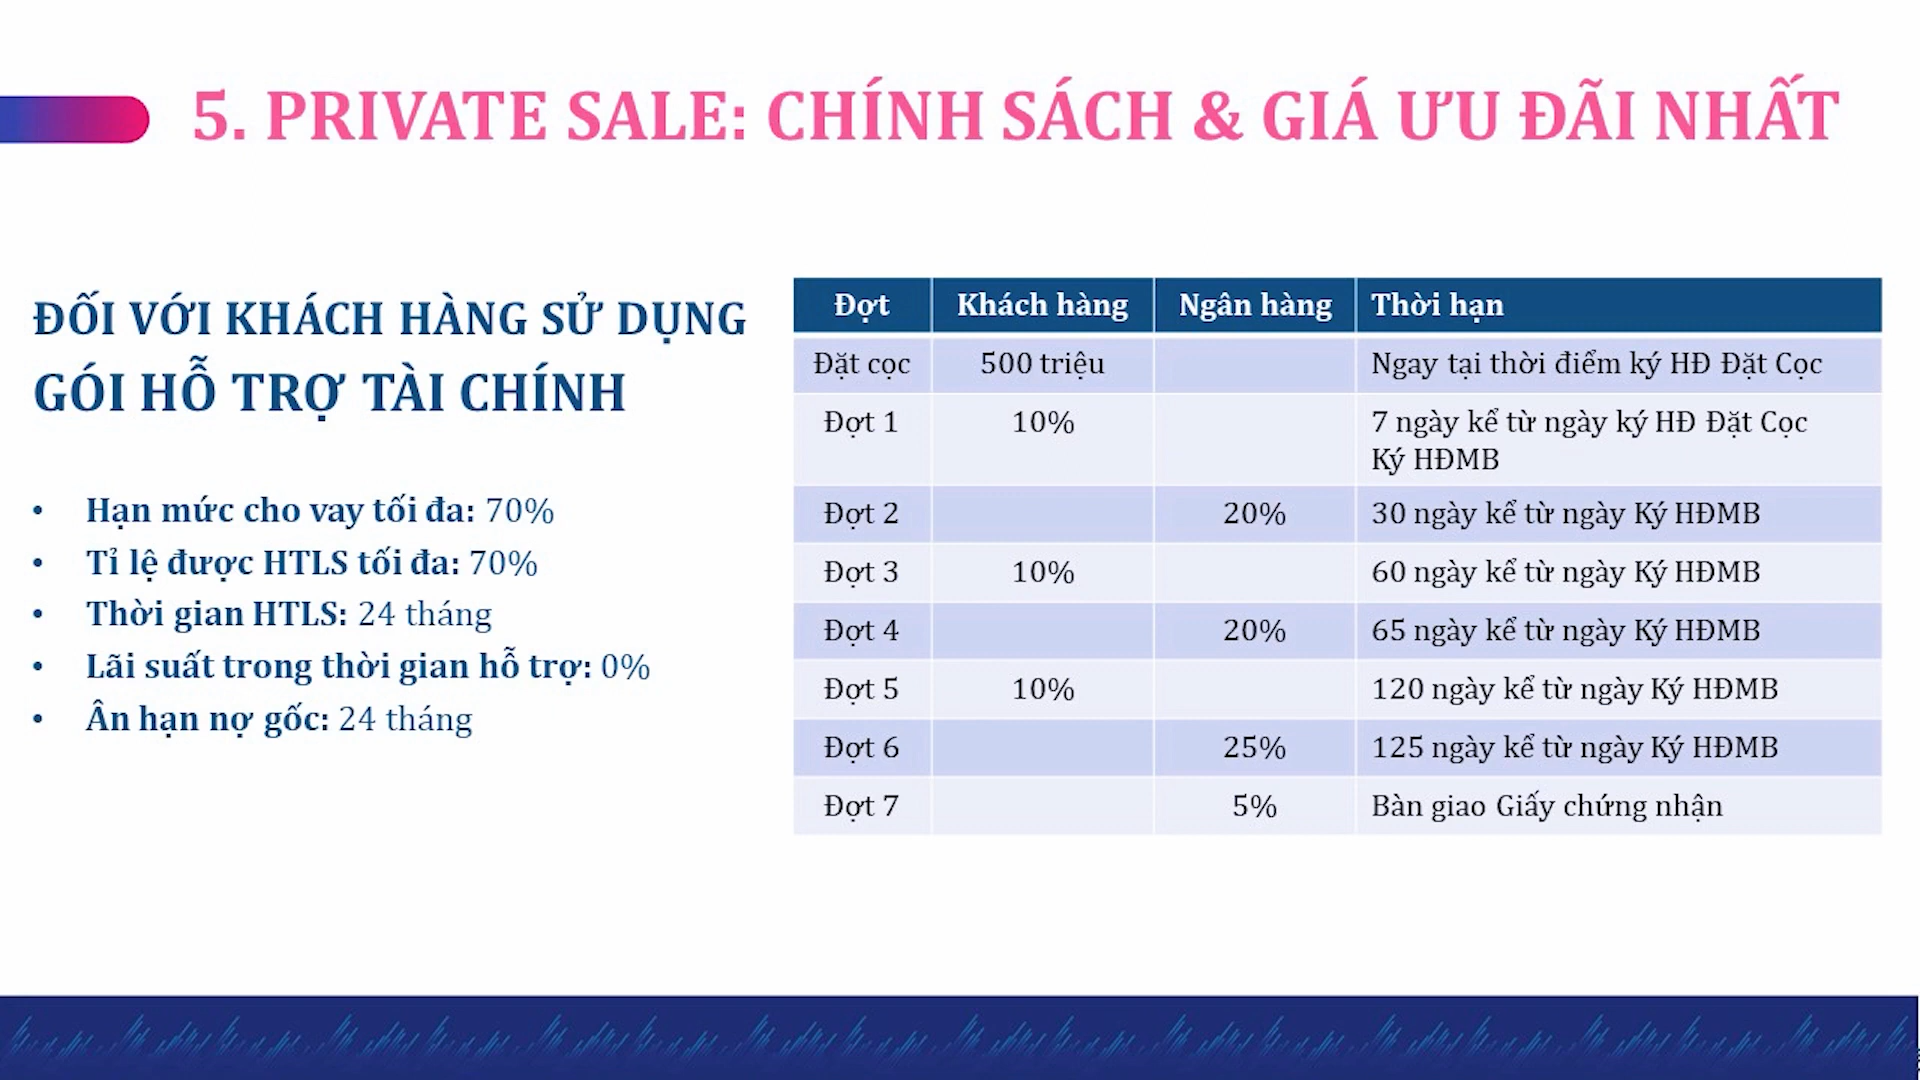 5. PRIVATE SALE: CHÍNH SÁCH & GIÁ ƯU ĐÃI NHẤT
ĐỐI VỚI KHÁCH HÀNG SỬ DỤNG
GÓI HỖ TRỢ TÀI CHÍNH
• Hạn mức cho vay tối đa: 70%
• Tỉ lệ được HTLS tối đa: 70%
• Thời gian HTLS: 24 tháng
• Lãi suất trong thời gian hỗ trợ: 0%
• Ân hạn nợ gốc: 24 tháng
Đợt Khách hàng Ngân hàng Thời hạn
Đặt cọc 500 triệu Ngay tại thời điểm ký HĐ Đặt Cọc
Đợt 1 10% 7 ngày kể từ ngày ký HĐ Đặt Cọc
Ký HĐMB
Đợt 2 20% 30 ngày kể từ ngày Ký HĐMB
Đợt 3 10% 60 ngày kể từ ngày Ký HĐMB
Đợt 4 20% 65 ngày kể từ ngày Ký HĐMB
Đợt 5 10% 120 ngày kể từ ngày Ký HĐMB
Đợt 6 25% 125 ngày kể từ ngày Ký HĐMB
Đợt 7 5% Bàn giao Giấy chứng nhận